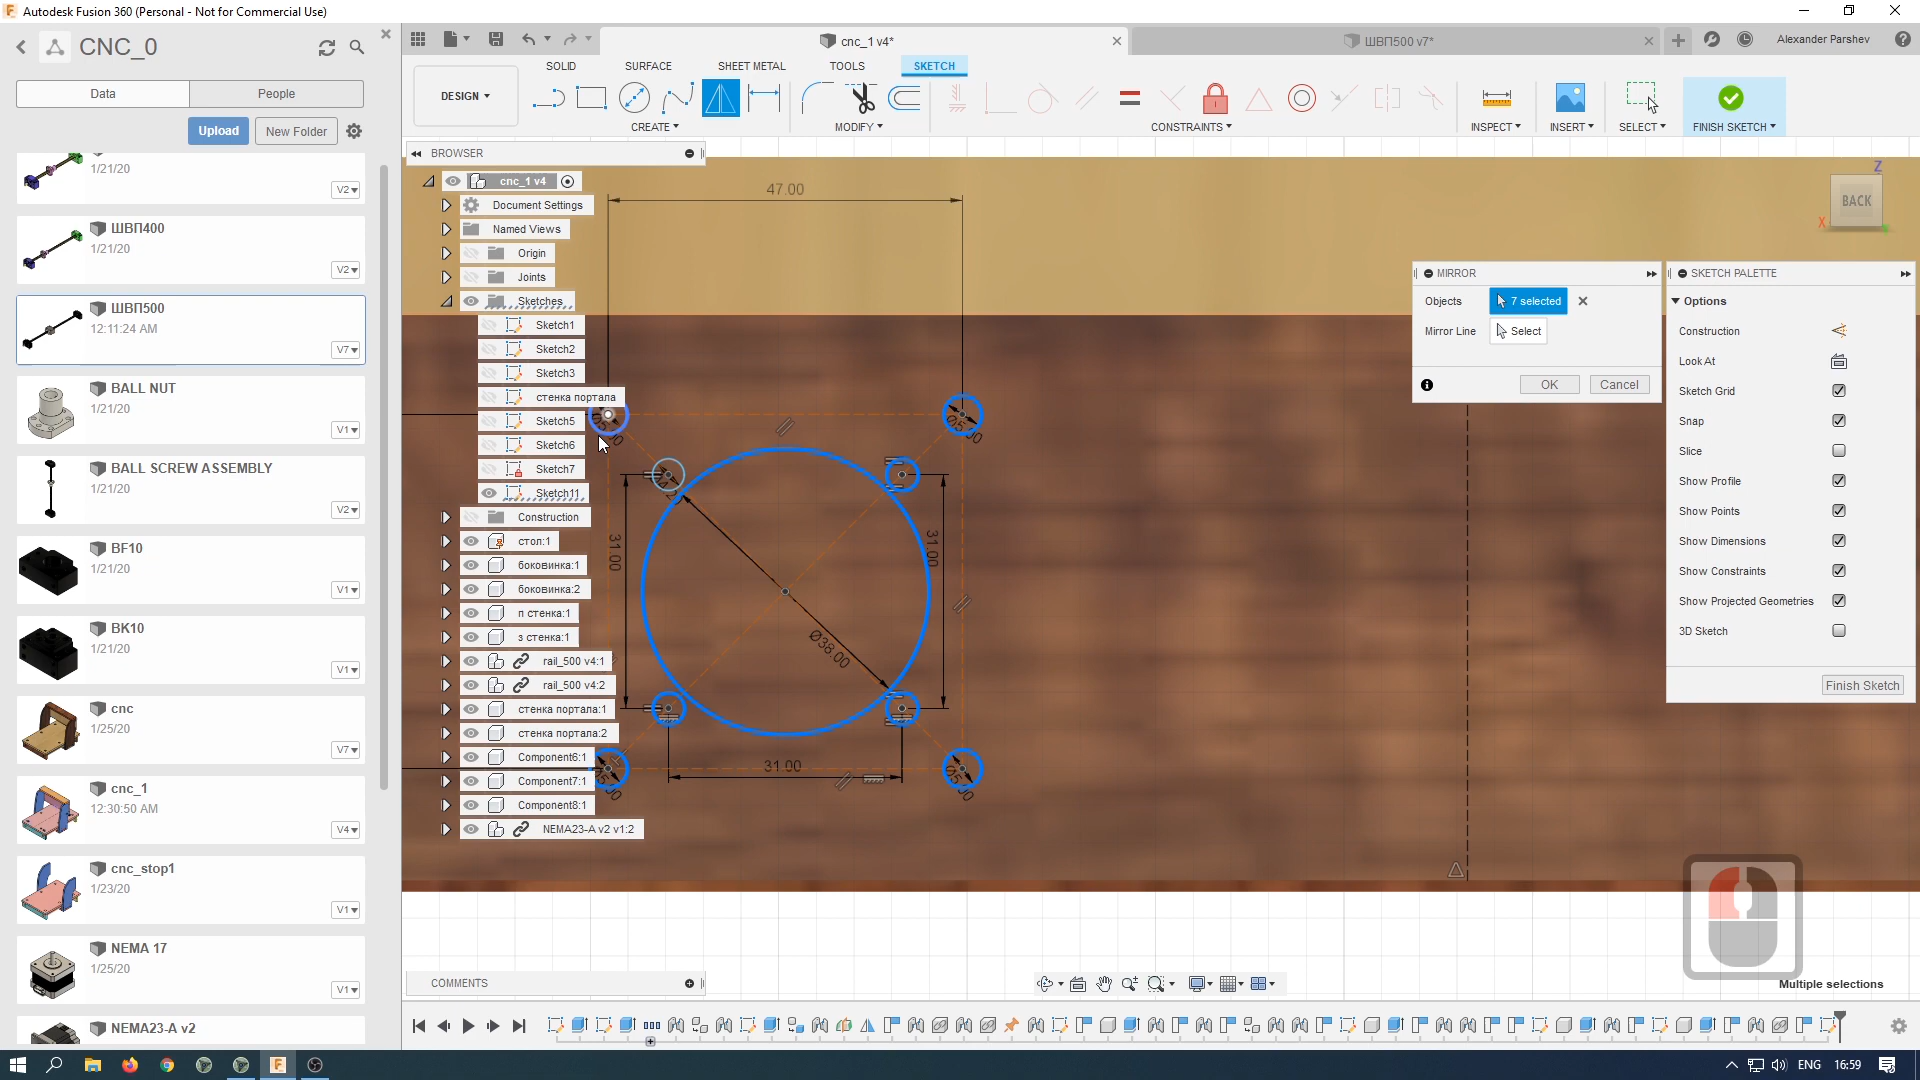 Autodesk Fusion 360 (Personal - Not for Commercial Use)
CNC_0
Data
People
Upload
New Folder
1/21/20
V2
ШВП400
1/21/20
V2
ШВП500
12:11:24 AM
V7
BALL NUT
1/21/20
V1
BALL SCREW ASSEMBLY
1/21/20
V2
BF10
1/21/20
V1
BK10
1/21/20
V1
cnc
1/25/20
V7
cnc_1
12:30:50 AM
V4
cnc_stop1
1/23/20
V1
NEMA 17
1/25/20
V1
NEMA23-A v2
cnc_1 v4*
ШВП500 v7*
Alexander Parshev
DESIGN
SOLID
SURFACE
SHEET METAL
TOOLS
SKETCH
CREATE
MODIFY
CONSTRAINTS
INSPECT
INSERT
SELECT
FINISH SKETCH
BROWSER
cnc_1 v4
Document Settings
Named Views
Origin
Joints
Sketches
Sketch1
Sketch2
Sketch3
стенка портала
Sketch5
Sketch6
Sketch7
Sketch11
Construction
стол:1
боковинка:1
боковинка:2
п стенка:1
з стенка:1
rail_500 v4:1
rail_500 v4:2
стенка портала:1
стенка портала:2
Component6:1
Component7:1
Component8:1
NEMA23-A v2 v1:2
47.00
31.00
31.00
Ø38.00
31.00
BACK
Z
X
MIRROR
Objects
7 selected
Mirror Line
Select
OK
Cancel
SKETCH PALETTE
Options
Construction
Look At
Sketch Grid
Snap
Slice
Show Profile
Show Points
Show Dimensions
Show Constraints
Show Projected Geometries
3D Sketch
Finish Sketch
COMMENTS
Multiple selections
ENG
16:59